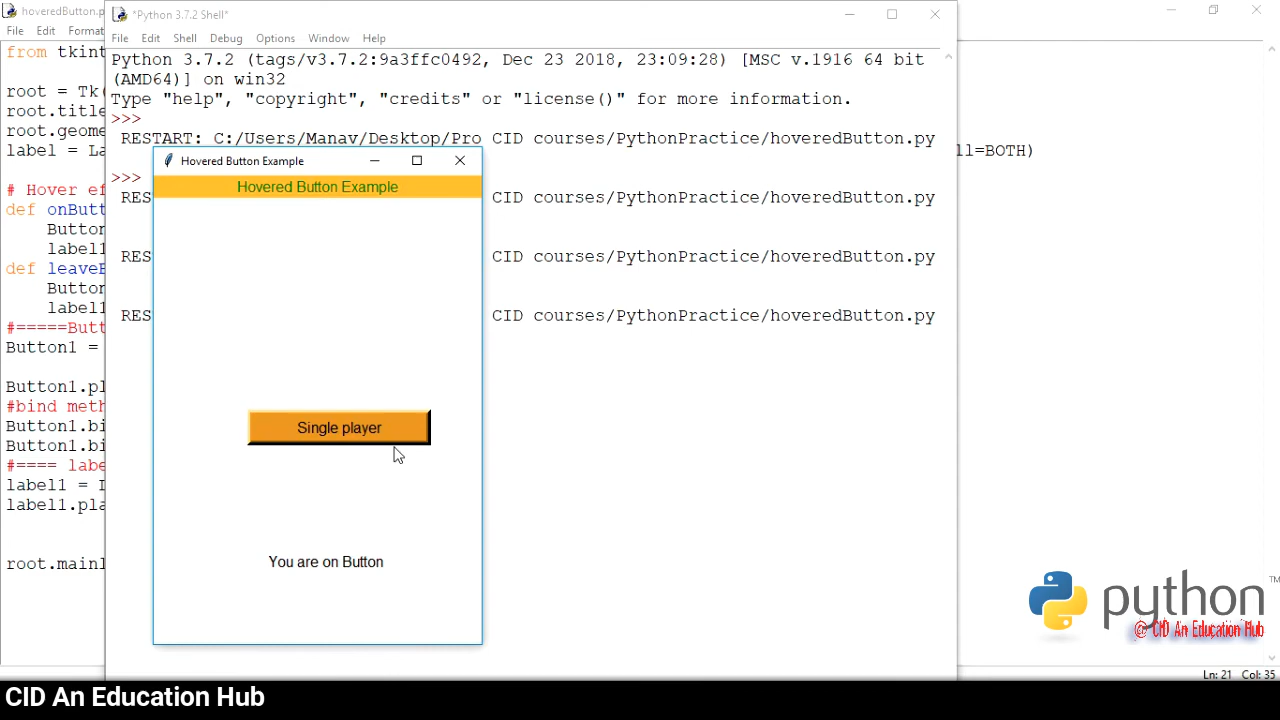 hoveredButton.p
File Edit Format
from tkint
root = Tk(
root.title
root.geome
label = La
ll=BOTH)
# Hover ef
def onButt
Button
label1
def leaveB
Button
label1
#=====Butt
Button1 =
Button1.pl
#bind meth
Button1.bi
Button1.bi
#==== labe
label1 = L
label1.pla
root.mainl
*Python 3.7.2 Shell*
File Edit Shell Debug Options Window Help
Python 3.7.2 (tags/v3.7.2:9a3ffc0492, Dec 23 2018, 23:09:28) [MSC v.1916 64 bit
(AMD64)] on win32
Type "help", "copyright", "credits" or "license()" for more information.
>>>
RESTART: C:/Users/Manav/Desktop/Pro CID courses/PythonPractice/hoveredButton.py
>>>
RES CID courses/PythonPractice/hoveredButton.py
RES CID courses/PythonPractice/hoveredButton.py
RES CID courses/PythonPractice/hoveredButton.py
Hovered Button Example
Hovered Button Example
Single player
You are on Button
python TM
© CID An Education Hub
Ln: 21 Col: 35
CID An Education Hub